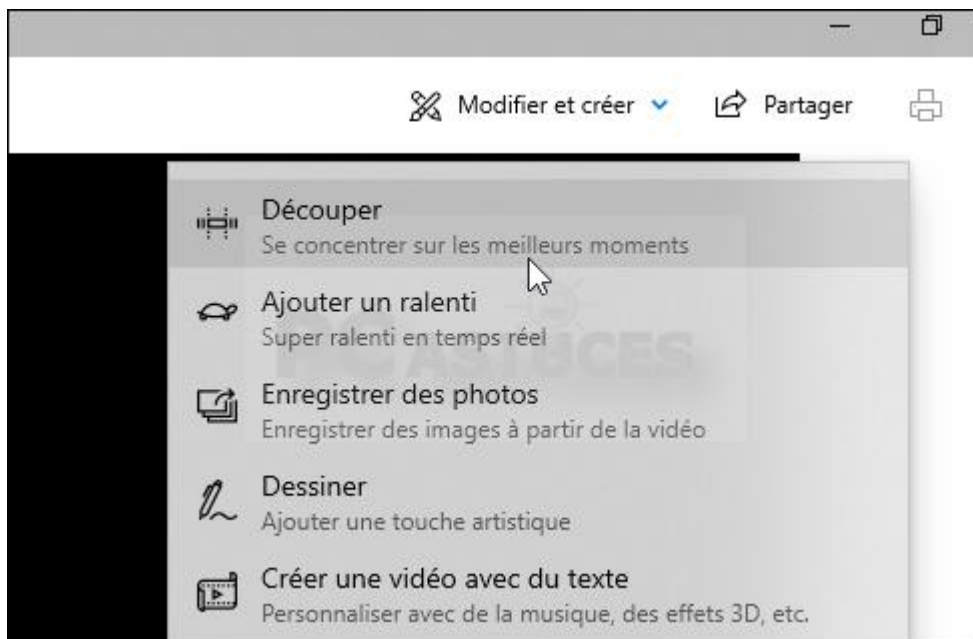 Modifier et créer
Partager
Découper
Se concentrer sur les meilleurs moments
Ajouter un ralenti
Super ralenti en temps réel
PC ASTUCES
Enregistrer des photos
Enregistrer des images à partir de la vidéo
Dessiner
Ajouter une touche artistique
Créer une vidéo avec du texte
Personnaliser avec de la musique, des effets 3D, etc.